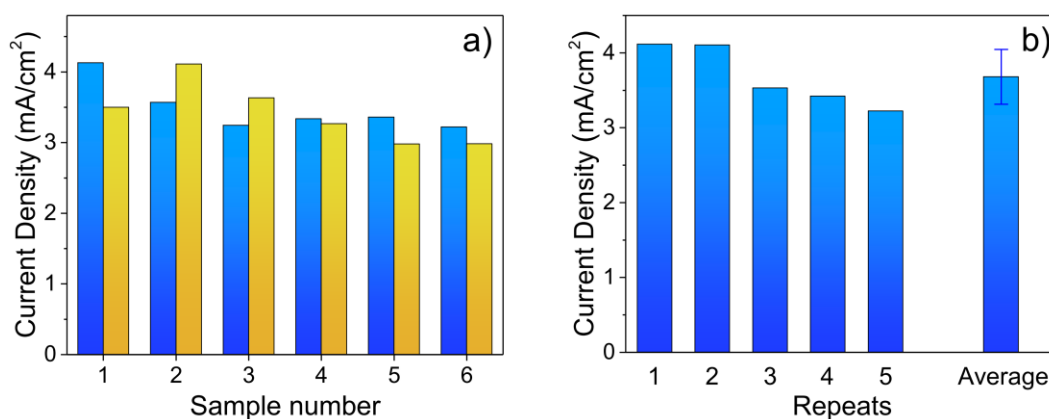 a)
Current Density (mA/cm²)
4
3
2
1
0
1 2 3 4 5 6
Sample number
b)
Current Density (mA/cm²)
4
3
2
1
0
1 2 3 4 5 Average
Repeats